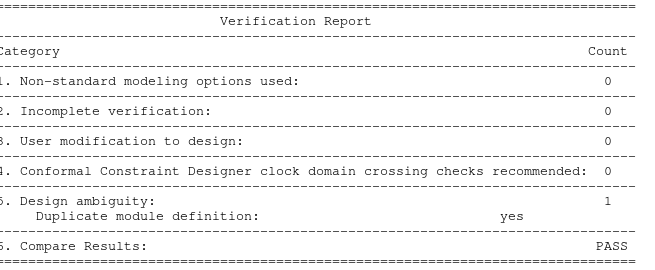 Verification Report
Category Count
1. Non-standard modeling options used: 0
2. Incomplete verification: 0
3. User modification to design: 0
4. Conformal Constraint Designer clock domain crossing checks recommended: 0
5. Design ambiguity: 1
Duplicate module definition: yes
6. Compare Results: PASS